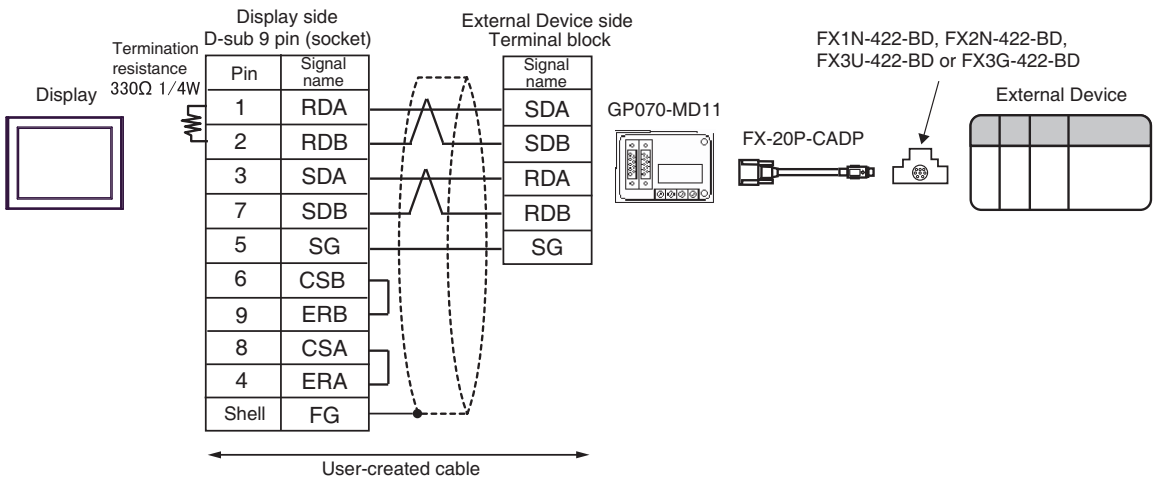 Display side
D-sub 9 pin (socket)
External Device side
Terminal block
FX1N-422-BD, FX2N-422-BD,
FX3U-422-BD or FX3G-422-BD
Termination
resistance
330Ω 1/4W
Display
Pin
Signal
name
1 RDA
2 RDB
3 SDA
7 SDB
5 SG
6 CSB
9 ERB
8 CSA
4 ERA
Shell FG
Signal
name
SDA
SDB
RDA
RDB
SG
GP070-MD11
FX-20P-CADP
External Device
User-created cable